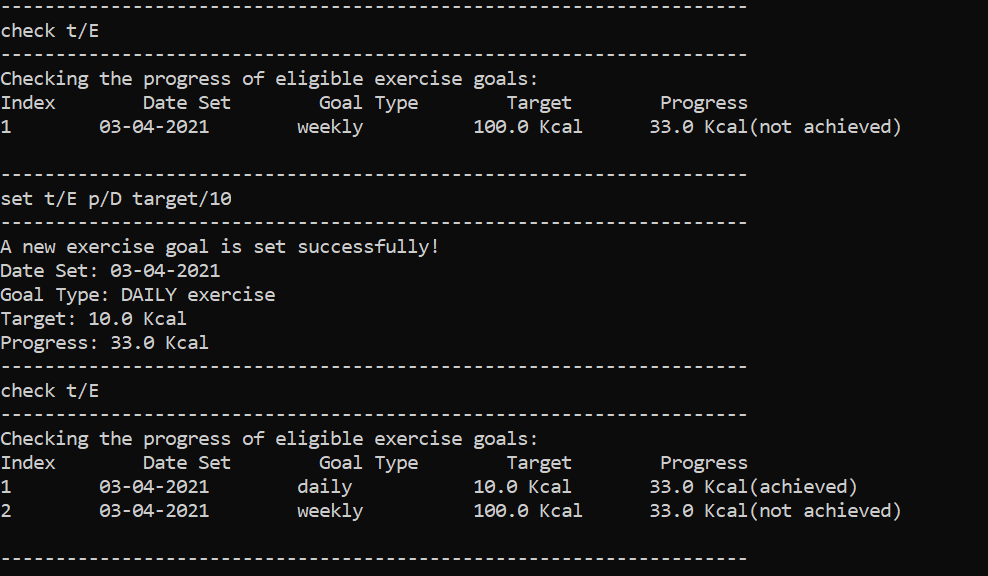 --------------------------------------------------------------------
check t/E
--------------------------------------------------------------------
Checking the progress of eligible exercise goals:
Index        Date Set        Goal Type        Target        Progress
1        03-04-2021        weekly          100.0 Kcal      33.0 Kcal(not achieved)
--------------------------------------------------------------------
set t/E p/D target/10
--------------------------------------------------------------------
A new exercise goal is set successfully!
Date Set: 03-04-2021
Goal Type: DAILY exercise
Target: 10.0 Kcal
Progress: 33.0 Kcal
--------------------------------------------------------------------
check t/E
--------------------------------------------------------------------
Checking the progress of eligible exercise goals:
Index        Date Set        Goal Type        Target        Progress
1        03-04-2021        daily           10.0 Kcal       33.0 Kcal(achieved)
2        03-04-2021        weekly          100.0 Kcal      33.0 Kcal(not achieved)
--------------------------------------------------------------------